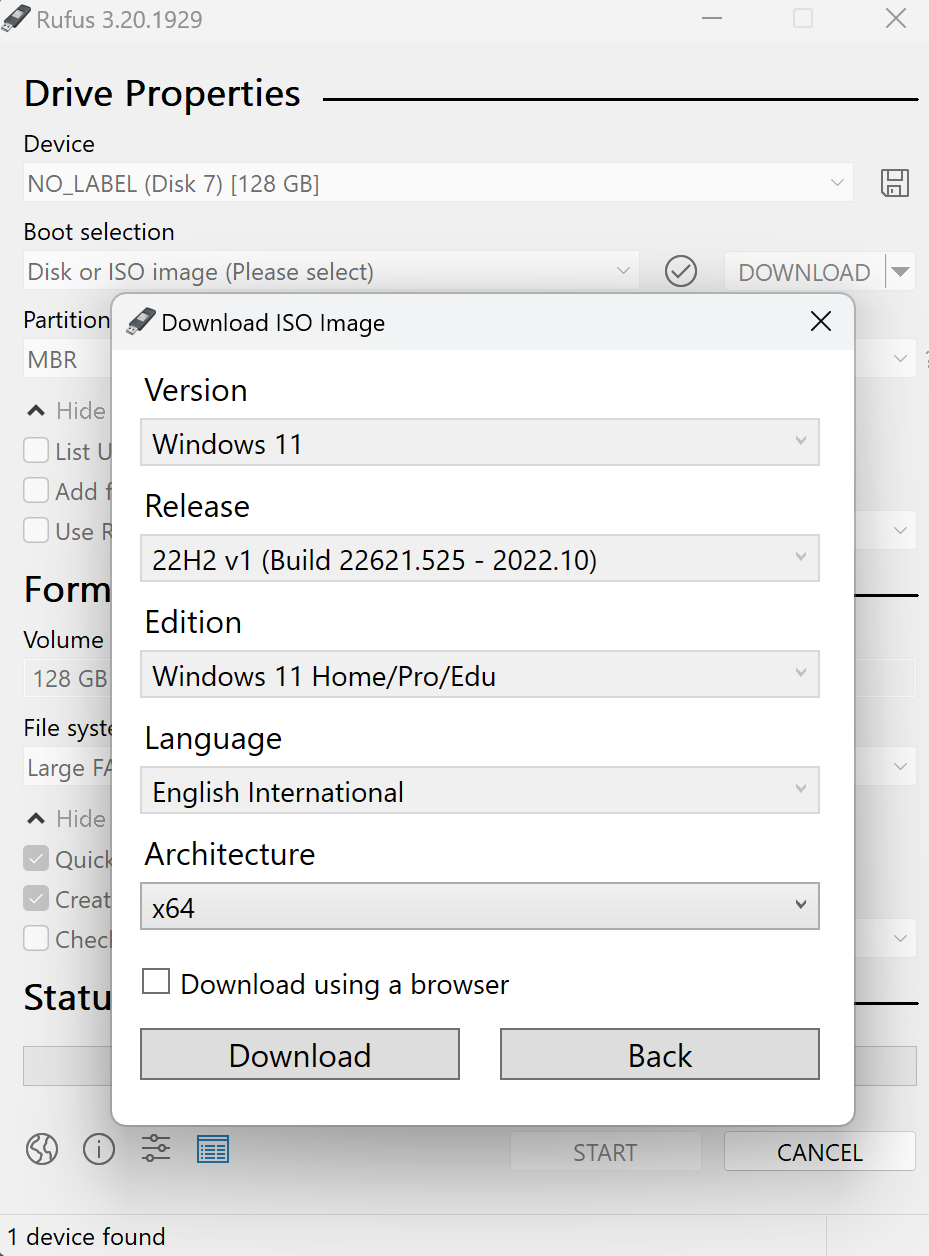 Rufus 3.20.1929
Drive Properties
Device
NO_LABEL (Disk 7) [128 GB]
Boot selection
Disk or ISO image (Please select)
DOWNLOAD
Partition
MBR
Hide
List U
Add f
Use R
Form
Volume
128 GB
File syste
Large FA
Hide
Quick
Creat
Check
Statu
Download ISO Image
Version
Windows 11
Release
22H2 v1 (Build 22621.525 - 2022.10)
Edition
Windows 11 Home/Pro/Edu
Language
English International
Architecture
x64
Download using a browser
Download Back
START CANCEL
1 device found